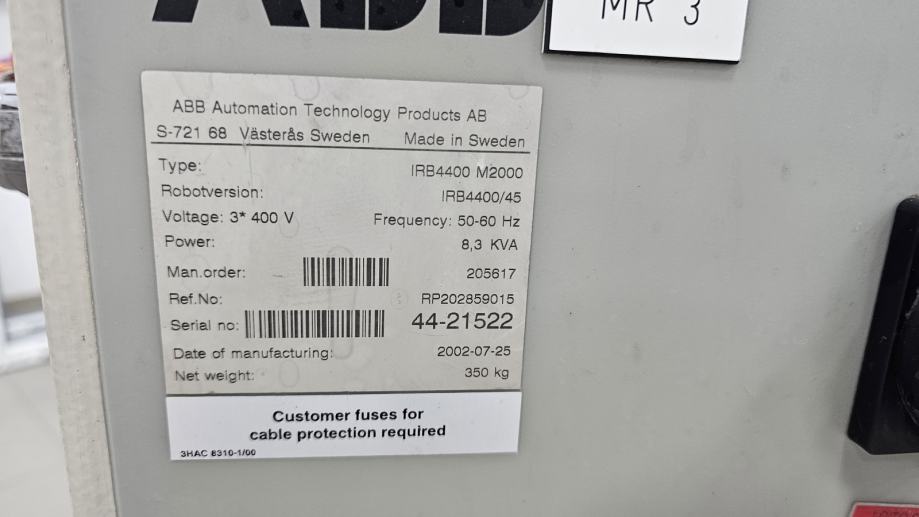 ABB
MR 3
ABB Automation Technology Products AB
S-721 68 Västerås Sweden Made in Sweden
Type: IRB4400 M2000
Robotversion: IRB4400/45
Voltage: 3* 400 V Frequency: 50-60 Hz
Power: 8,3 KVA
Man.order: 205617
Ref.No: RP202859015
Serial no: 44-21522
Date of manufacturing: 2002-07-25
Net weight: 350 kg
Customer fuses for
cable protection required
3HAC 8310-1/00